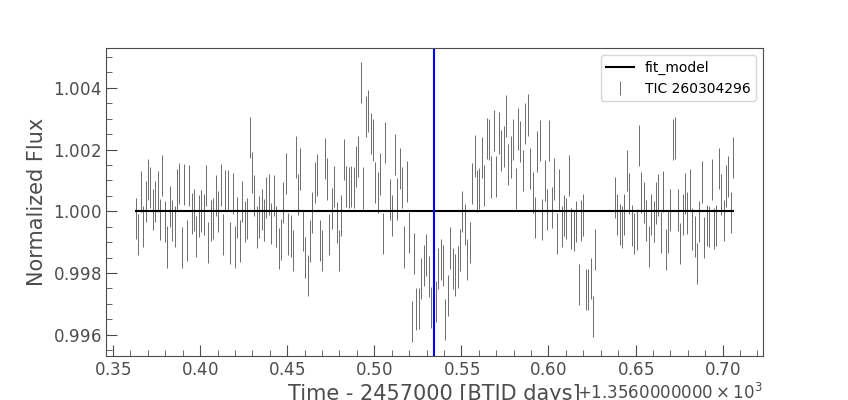 fit_model
TIC 260304296
Normalized Flux
1.004
1.002
1.000
0.998
0.996
0.35 0.40 0.45 0.50 0.55 0.60 0.65 0.70
Time - 2457000 [BTJD days] +1.3560000000 × 10³